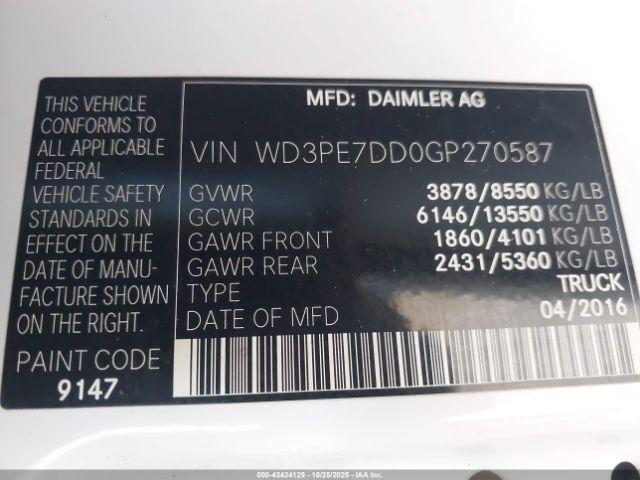 MFD: DAIMLER AG
THIS VEHICLE
CONFORMS TO
ALL APPLICABLE
FEDERAL
VEHICLE SAFETY
STANDARDS IN
EFFECT ON THE
DATE OF MANU-
FACTURE SHOWN
ON THE RIGHT.
PAINT CODE
9147
VIN WD3PE7DD0GP270587
GVWR 3878/8550 KG/LB
GCWR 6146/13550 KG/LB
GAWR FRONT 1860/4101 KG/LB
GAWR REAR 2431/5360 KG/LB
TYPE TRUCK
DATE OF MFD 04/2016
000-43424129 - 10/25/2025 - IAA Inc.